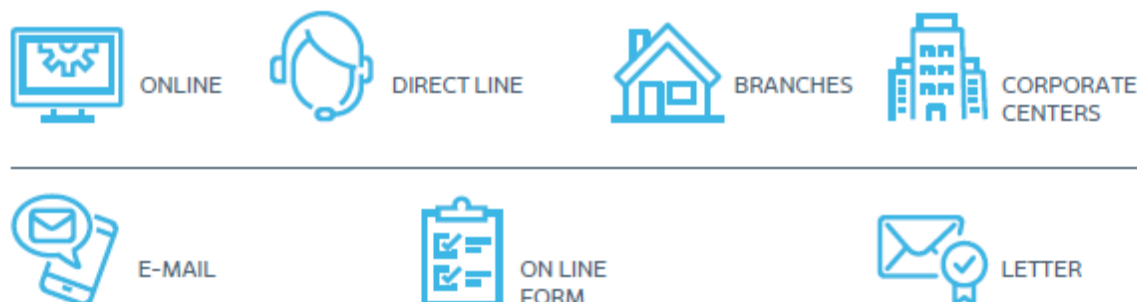 ONLINE
DIRECT LINE
BRANCHES
CORPORATE
CENTERS
E-MAIL
ON LINE
FORM
LETTER